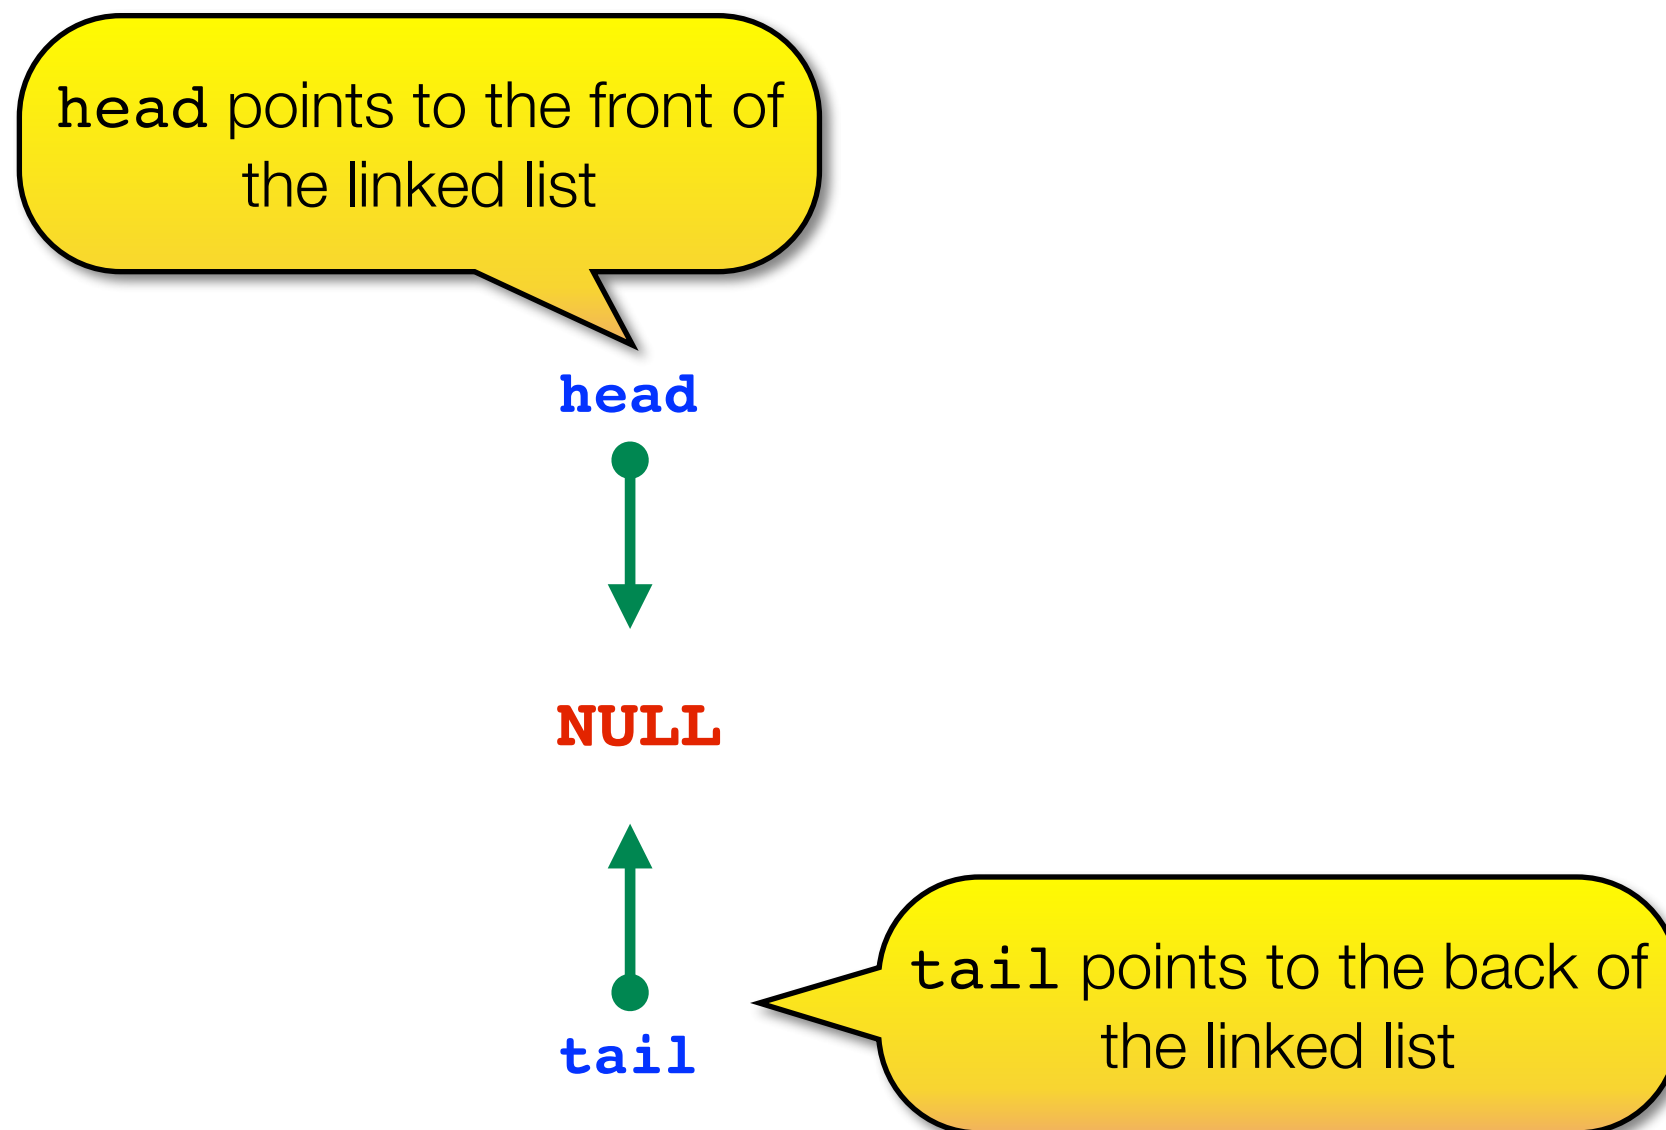 head points to the front of
the linked list
head
NULL
tail points to the back of
the linked list
tail